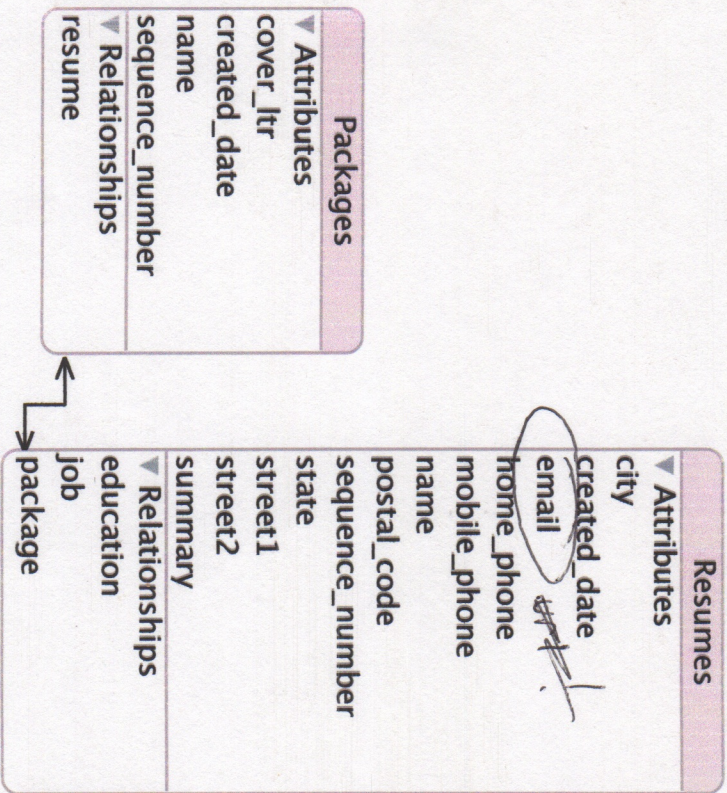 Packages
Attributes
cover_ltr
created_date
name
sequence_number
Relationships
resume
Resumes
Attributes
city
created_date
email
home_phone
mobile_phone
name
postal_code
sequence_number
state
street1
street2
summary
Relationships
education
job
package